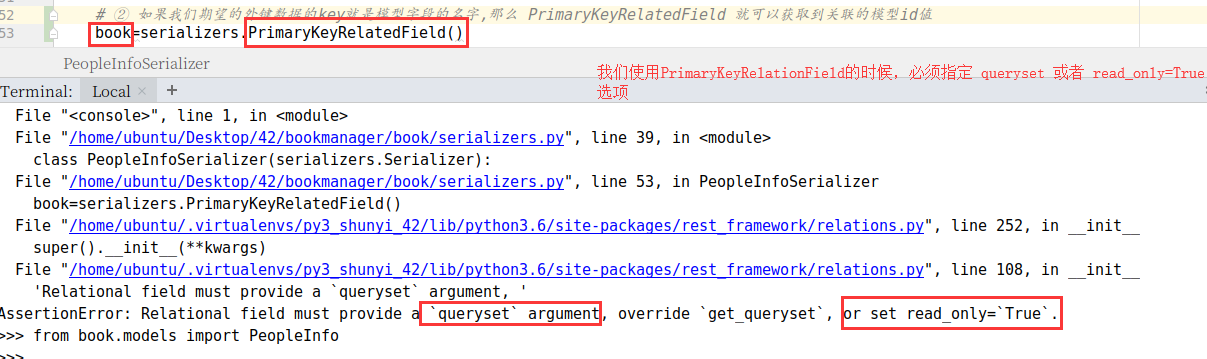 52 # ② 如果我们期望的外键数据的key就是模型字段的名字,那么 PrimaryKeyRelatedField 就可以获取到关联的模型id值
53 book=serializers.PrimaryKeyRelatedField()
PeopleInfoSerializer
我们使用PrimaryKeyRelationField的时候，必须指定 queryset 或者 read_only=True
选项
Terminal: Local × +
File "<console>", line 1, in <module>
File "/home/ubuntu/Desktop/42/bookmanager/book/serializers.py", line 39, in <module>
class PeopleInfoSerializer(serializers.Serializer):
File "/home/ubuntu/Desktop/42/bookmanager/book/serializers.py", line 53, in PeopleInfoSerializer
book=serializers.PrimaryKeyRelatedField()
File "/home/ubuntu/.virtualenvs/py3_shunyi_42/lib/python3.6/site-packages/rest_framework/relations.py", line 252, in __init__
super().__init__(**kwargs)
File "/home/ubuntu/.virtualenvs/py3_shunyi_42/lib/python3.6/site-packages/rest_framework/relations.py", line 108, in __init__
'Relational field must provide a `queryset` argument, '
AssertionError: Relational field must provide a `queryset` argument, override `get_queryset`, or set read_only=`True`.
>>> from book.models import PeopleInfo
>>>